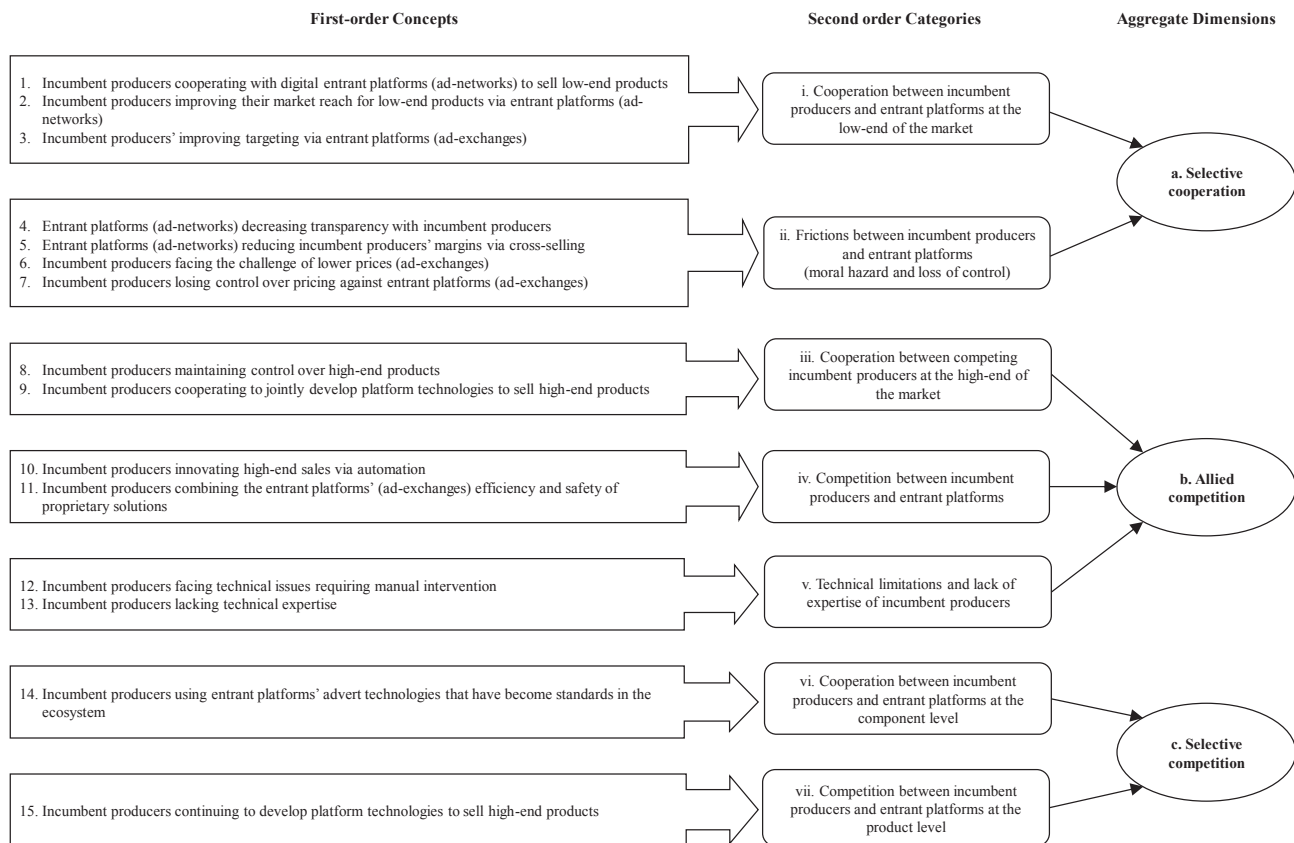 First-order Concepts
Second order Categories
Aggregate Dimensions
1. Incumbent producers cooperating with digital entrant platforms (ad-networks) to sell low-end products
2. Incumbent producers improving their market reach for low-end products via entrant platforms (ad-
networks)
3. Incumbent producers' improving targeting via entrant platforms (ad-exchanges)
i. Cooperation between incumbent
producers and entrant platforms at the
low-end of the market
a. Selective
cooperation
4. Entrant platforms (ad-networks) decreasing transparency with incumbent producers
5. Entrant platforms (ad-networks) reducing incumbent producers' margins via cross-selling
6. Incumbent producers facing the challenge of lower prices (ad-exchanges)
7. Incumbent producers losing control over pricing against entrant platforms (ad-exchanges)
ii. Frictions between incumbent producers
and entrant platforms
(moral hazard and loss of control)
8. Incumbent producers maintaining control over high-end products
9. Incumbent producers cooperating to jointly develop platform technologies to sell high-end products
iii. Cooperation between competing
incumbent producers at the high-end of
the market
10. Incumbent producers innovating high-end sales via automation
11. Incumbent producers combining the entrant platforms' (ad-exchanges) efficiency and safety of
proprietary solutions
iv. Competition between incumbent
producers and entrant platforms
b. Allied
competition
12. Incumbent producers facing technical issues requiring manual intervention
13. Incumbent producers lacking technical expertise
v. Technical limitations and lack of
expertise of incumbent producers
14. Incumbent producers using entrant platforms' advert technologies that have become standards in the
ecosystem
vi. Cooperation between incumbent
producers and entrant platforms at the
component level
c. Selective
competition
15. Incumbent producers continuing to develop platform technologies to sell high-end products
vii. Competition between incumbent
producers and entrant platforms at the
product level